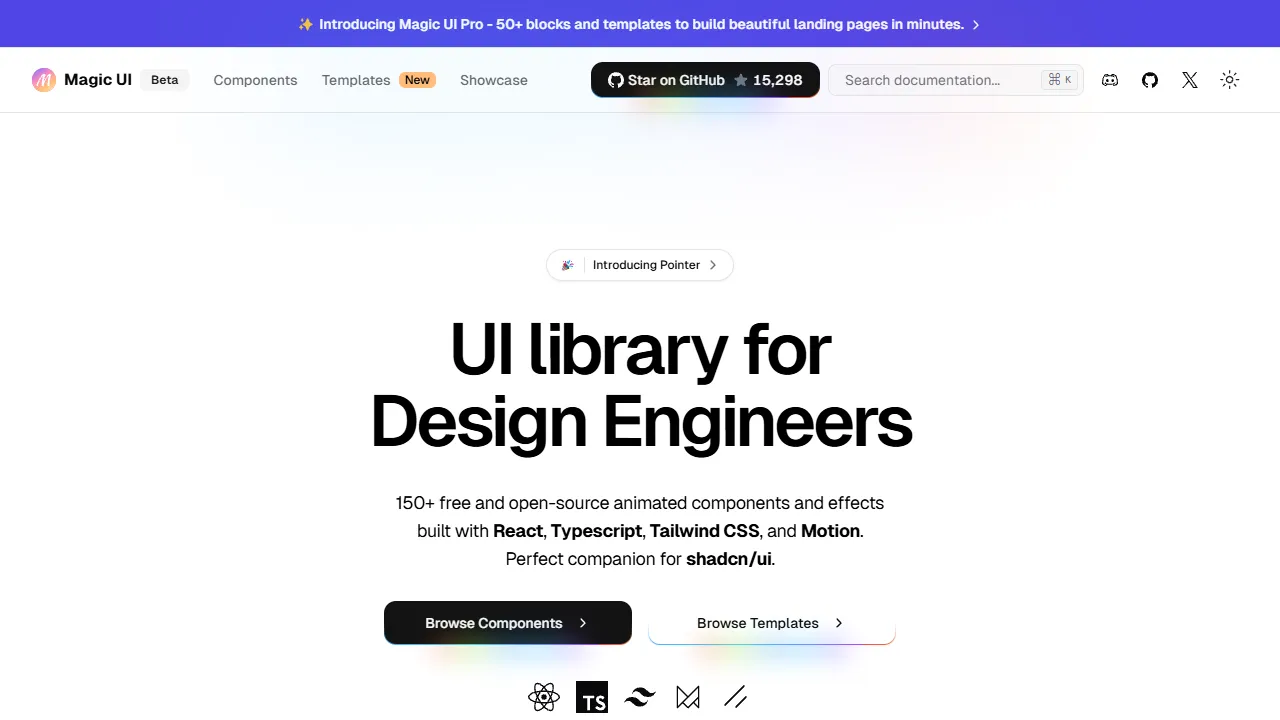 ✨ Introducing Magic UI Pro - 50+ blocks and templates to build beautiful landing pages in minutes.
Magic UI Beta Components Templates New Showcase Star on GitHub 15,298 Search documentation... ⌘ K
Introducing Pointer
UI library for
Design Engineers
150+ free and open-source animated components and effects
built with React, Typescript, Tailwind CSS, and Motion.
Perfect companion for shadcn/ui.
Browse Components Browse Templates
TS